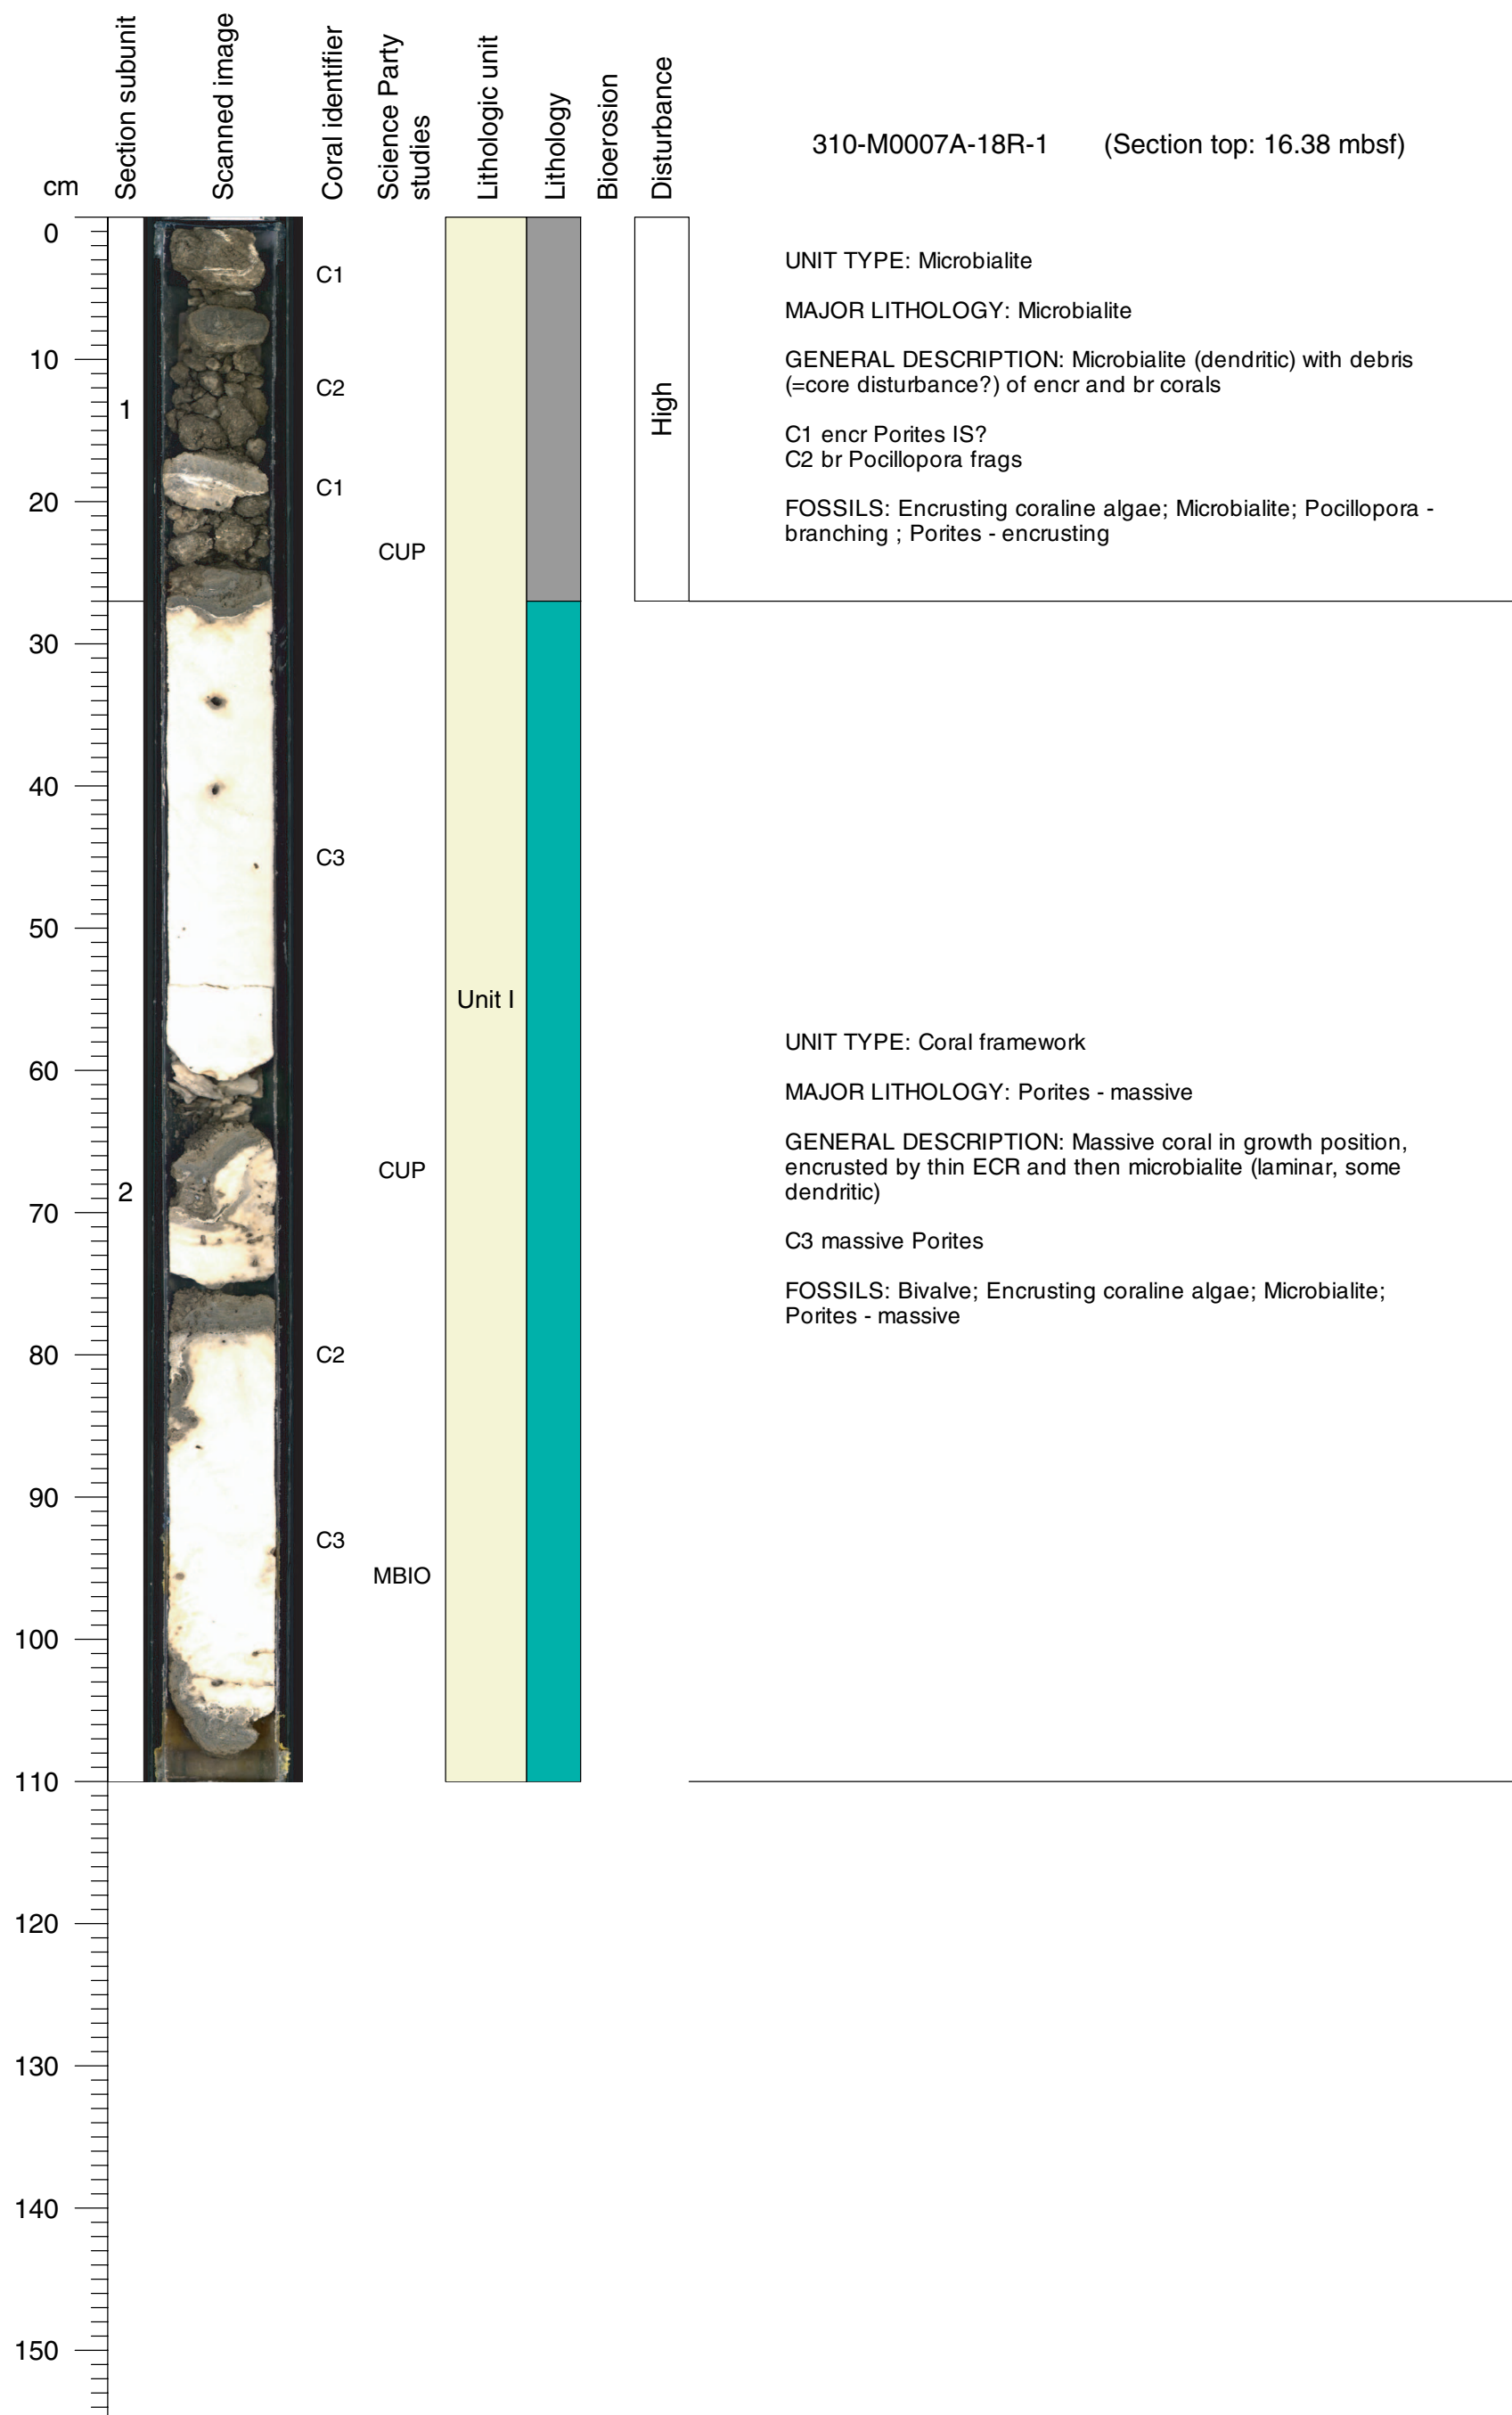 310-M0007A-18R-1 (Section top: 16.38 mbsf)
cm
Section subunit
Scanned image
Coral identifier
Science Party
studies
Lithologic unit
Lithology
Bioerosion
Disturbance
0
10
20
30
40
50
60
70
80
90
100
110
120
130
140
150
1
2
C1
C2
C1
C3
C2
C3
CUP
CUP
MBIO
Unit I
High
UNIT TYPE: Microbialite
MAJOR LITHOLOGY: Microbialite
GENERAL DESCRIPTION: Microbialite (dendritic) with debris
(=core disturbance?) of encr and br corals
C1 encr Porites IS?
C2 br Pocillopora frags
FOSSILS: Encrusting coraline algae; Microbialite; Pocillopora -
branching ; Porites - encrusting
UNIT TYPE: Coral framework
MAJOR LITHOLOGY: Porites - massive
GENERAL DESCRIPTION: Massive coral in growth position,
encrusted by thin ECR and then microbialite (laminar, some
dendritic)
C3 massive Porites
FOSSILS: Bivalve; Encrusting coraline algae; Microbialite;
Porites - massive